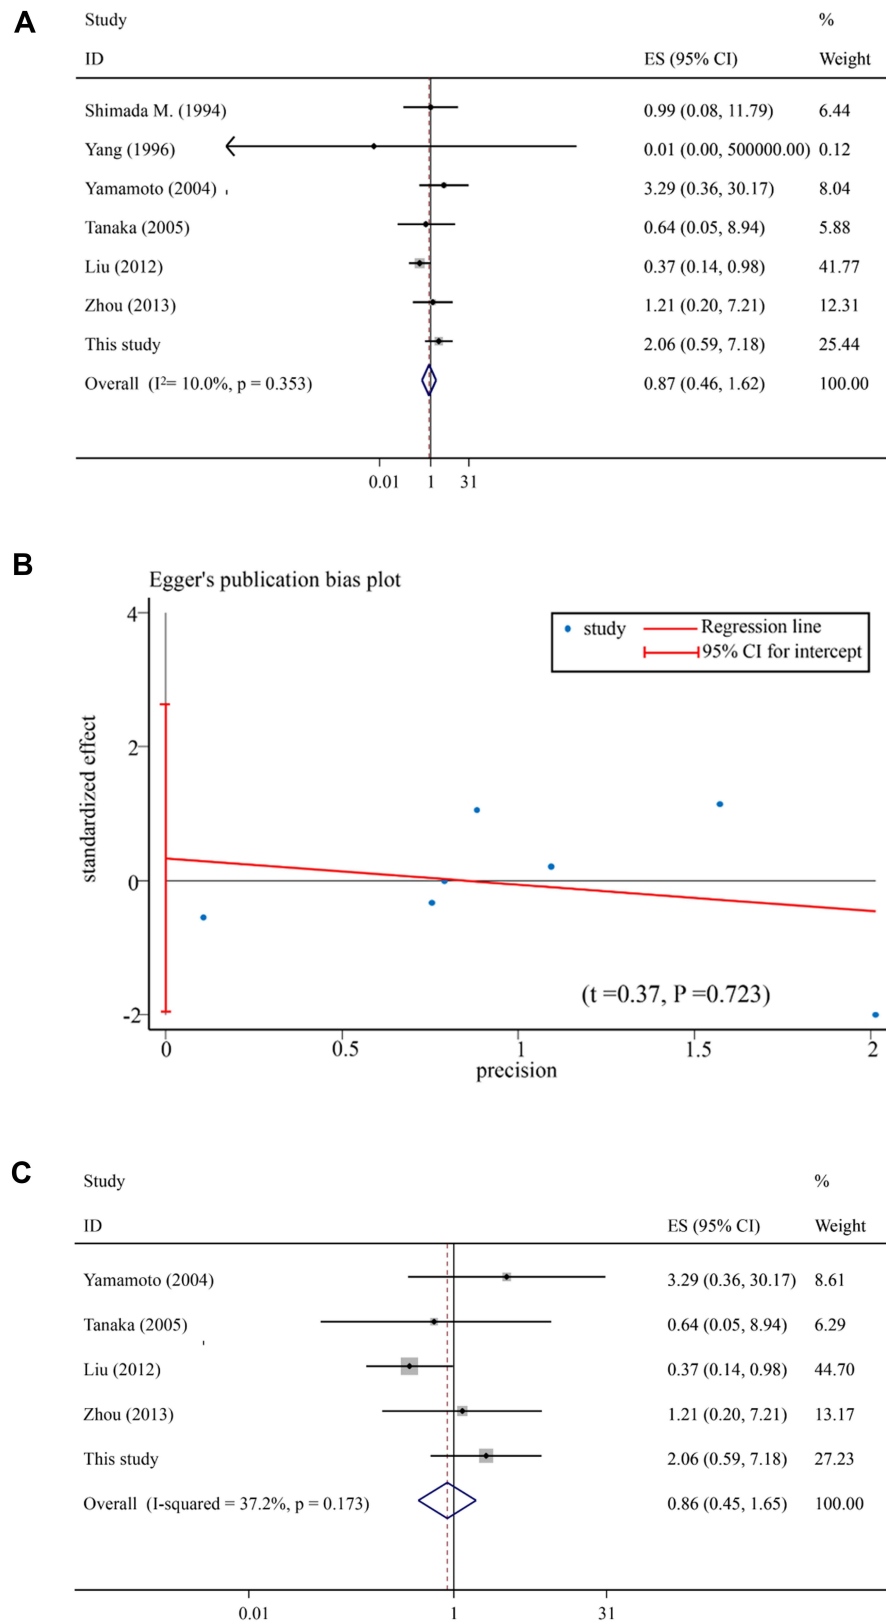 A
Study %
ID ES (95% CI) Weight
Shimada M. (1994) 0.99 (0.08, 11.79) 6.44
Yang (1996) 0.01 (0.00, 500000.00) 0.12
Yamamoto (2004) 3.29 (0.36, 30.17) 8.04
Tanaka (2005) 0.64 (0.05, 8.94) 5.88
Liu (2012) 0.37 (0.14, 0.98) 41.77
Zhou (2013) 1.21 (0.20, 7.21) 12.31
This study 2.06 (0.59, 7.18) 25.44
Overall (I²= 10.0%, p = 0.353) 0.87 (0.46, 1.62) 100.00
0.01 1 31
B
Egger's publication bias plot
4
study Regression line
95% CI for intercept
2
standardized effect
0
(t =0.37, P =0.723)
-2
0 0.5 1 1.5 2
precision
C
Study %
ID ES (95% CI) Weight
Yamamoto (2004) 3.29 (0.36, 30.17) 8.61
Tanaka (2005) 0.64 (0.05, 8.94) 6.29
Liu (2012) 0.37 (0.14, 0.98) 44.70
Zhou (2013) 1.21 (0.20, 7.21) 13.17
This study 2.06 (0.59, 7.18) 27.23
Overall (I-squared = 37.2%, p = 0.173) 0.86 (0.45, 1.65) 100.00
0.01 1 31